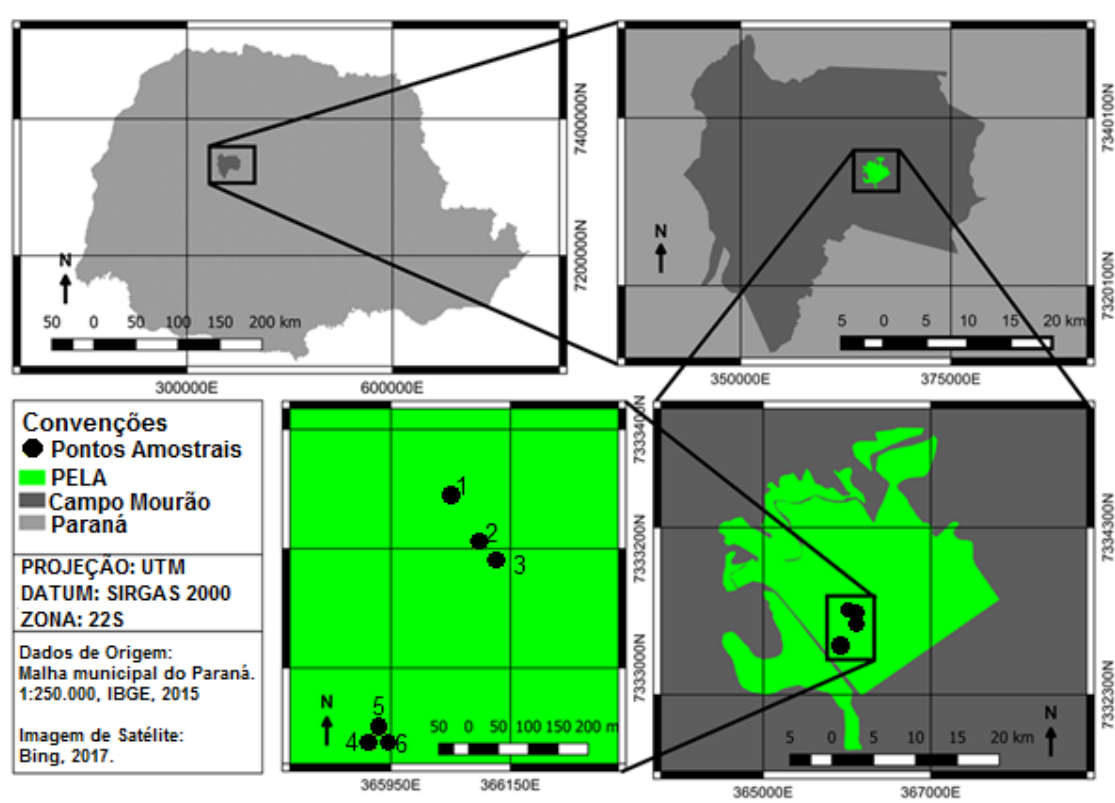 7400000N
7200000N
N
50 0 50 100 150 200 km
300000E 600000E
7340100N
7320100N
N
5 0 5 10 15 20 km
350000E 375000E
Convenções
Pontos Amostrais
PELA
Campo Mourão
Paraná
PROJEÇÃO: UTM
DATUM: SIRGAS 2000
ZONA: 22S
Dados de Origem:
Malha municipal do Paraná.
1:250.000, IBGE, 2015
Imagem de Satélite:
Bing, 2017.
1
2
3
5
4 6
N
50 0 50 100 150 200 m
7333400N
7333200N
7333000N
365950E 366150E
7334300N
7332300N
N
5 0 5 10 15 20 km
365000E 367000E